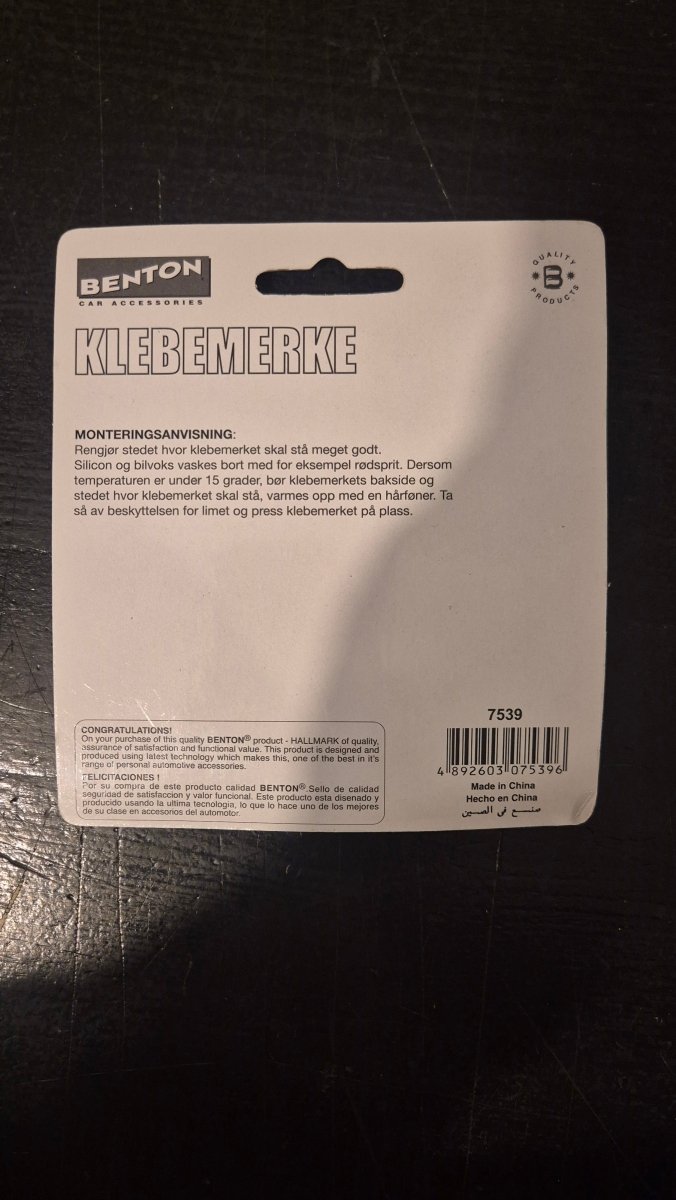 BENTON
CAR ACCESSORIES
QUALITY
B
PRODUCTS
KLEBEMERKE
MONTERINGSANVISNING:
Rengjør stedet hvor klebemerket skal stå meget godt.
Silicon og bilvoks vaskes bort med for eksempel rødsprit. Dersom
temperaturen er under 15 grader, bør klebemerkets bakside og
stedet hvor klebemerket skal stå, varmes opp med en hårføner. Ta
så av beskyttelsen for limet og press klebemerket på plass.
CONGRATULATIONS!
On your purchase of this quality BENTON® product - HALLMARK of quality,
assurance of satisfaction and functional value. This product is designed and
produced using latest technology which makes this, one of the best in it's
range of personal automotive accessories.
FELICITACIONES !
Por su compra de este producto calidad BENTON® Sello de calidad
seguridad de satisfaccion y valor funcional. Este producto esta disenado y
producido usando la ultima tecnologia, lo que lo hace uno de los mejores
de su clase en accesorios del automotor.
7539
4 892603 075396
Made in China
Hecho en China
صنــع فى الصين